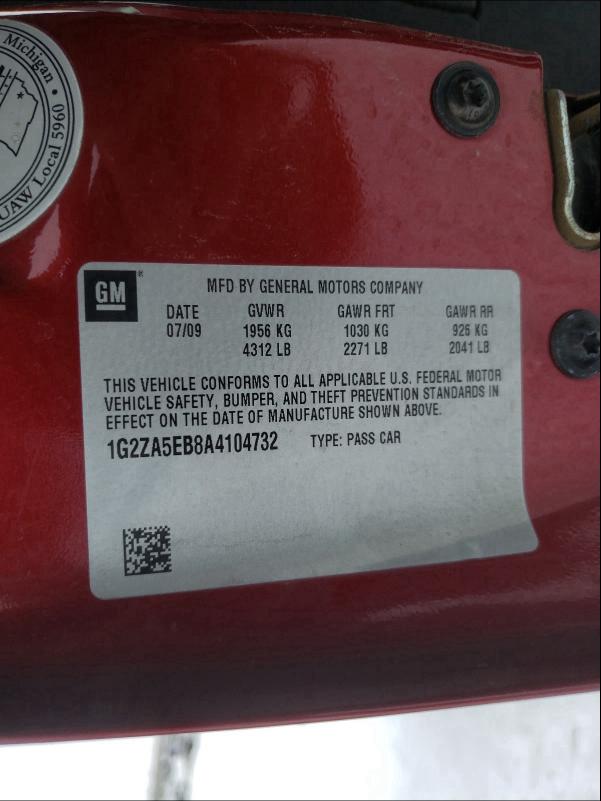 Michigan •
UAW Local 5960
GM ®
MFD BY GENERAL MOTORS COMPANY
DATE GVWR GAWR FRT GAWR RR
07/09 1956 KG 1030 KG 926 KG
4312 LB 2271 LB 2041 LB
THIS VEHICLE CONFORMS TO ALL APPLICABLE U.S. FEDERAL MOTOR
VEHICLE SAFETY, BUMPER, AND THEFT PREVENTION STANDARDS IN
EFFECT ON THE DATE OF MANUFACTURE SHOWN ABOVE.
1G2ZA5EB8A4104732 TYPE: PASS CAR